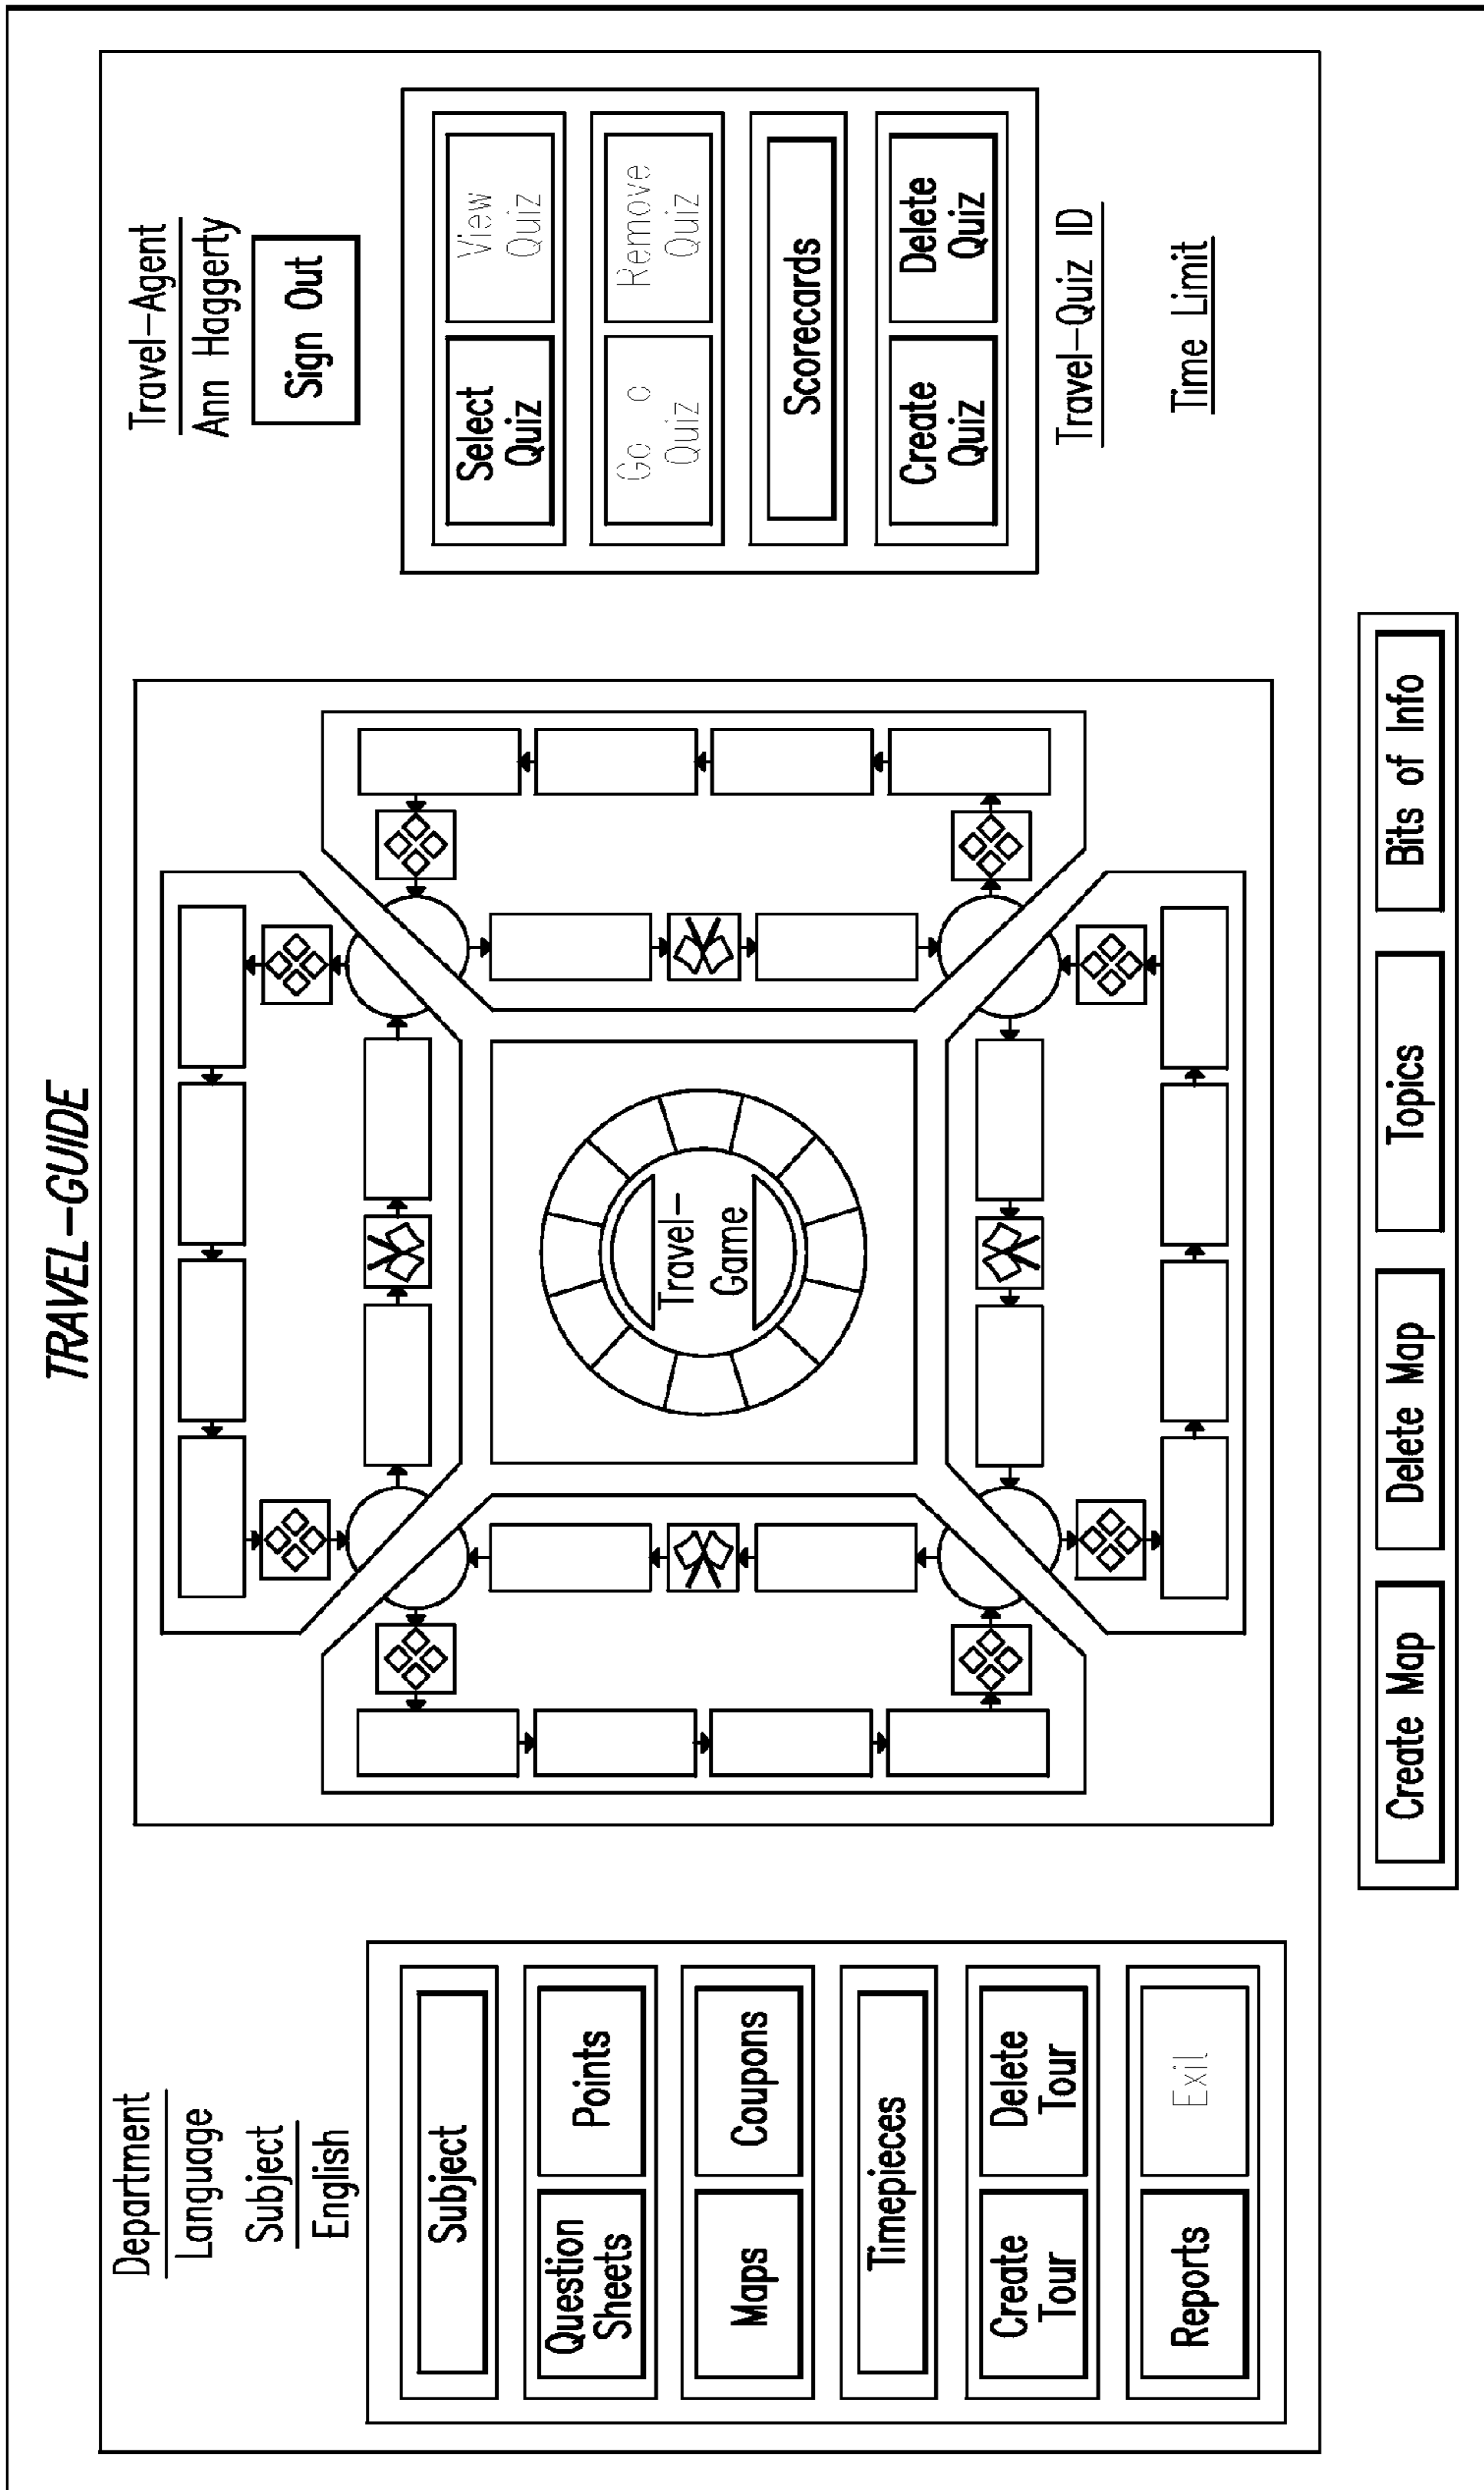 TRAVEL-GUIDE
Department
Language
Subject
English
Subject
Question
Sheets
Points
Maps
Coupons
Timepieces
Create
Tour
Delete
Tour
Reports
Exit
Travel-
Game
Travel-Agent
Ann Haggerty
Sign Out
Select
Quiz
View
Quiz
Go
Quiz
Remove
Quiz
Scorecards
Create
Quiz
Delete
Quiz
Travel-Quiz ID
Time Limit
Create Map
Delete Map
Topics
Bits of Info